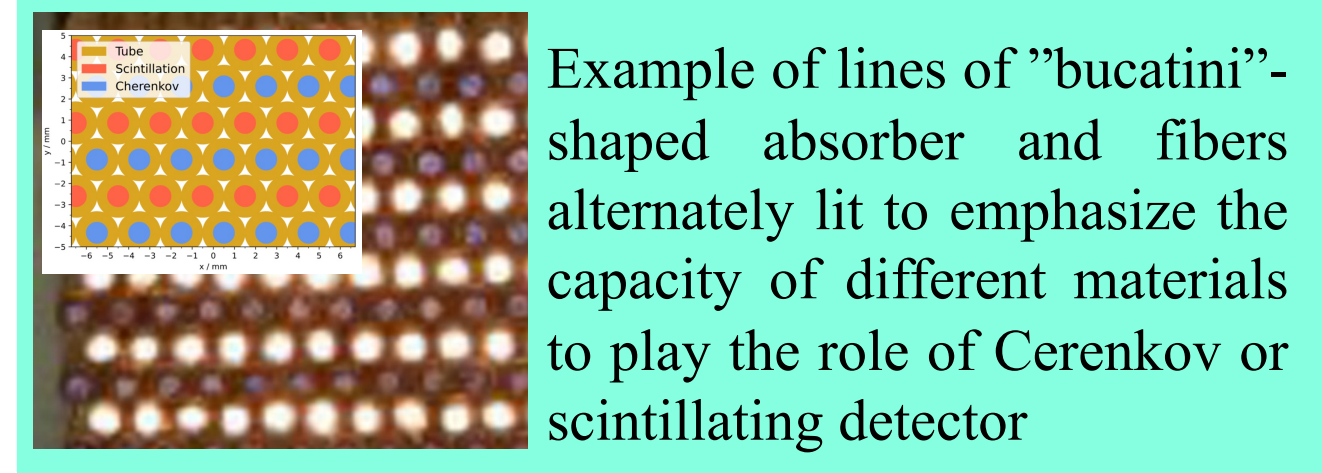 Tube
Scintillation
Cherenkov
5
4
3
2
1
0
−1
−2
−3
−4
−5
y / mm
−6 −5 −4 −3 −2 −1 0 1 2 3 4 5 6
x / mm
Example of lines of ”bucatini”-
shaped absorber and fibers
alternately lit to emphasize the
capacity of different materials
to play the role of Cerenkov or
scintillating detector